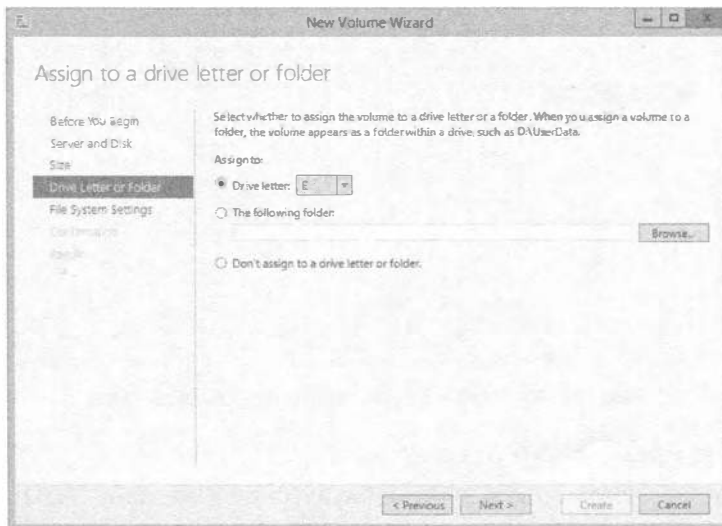 New Volume Wizard
Assign to a drive letter or folder
Before You Begin
Server and Disk
Size
Drive Letter or Folder
File System Settings
Confirmation
Results
Select whether to assign the volume to a drive letter or a folder. When you assign a volume to a
folder, the volume appears as a folder within a drive, such as D:\UserData.
Assign to:
Drive letter: E
The following folder:
Browse...
Don't assign to a drive letter or folder.
< Previous
Next >
Create
Cancel